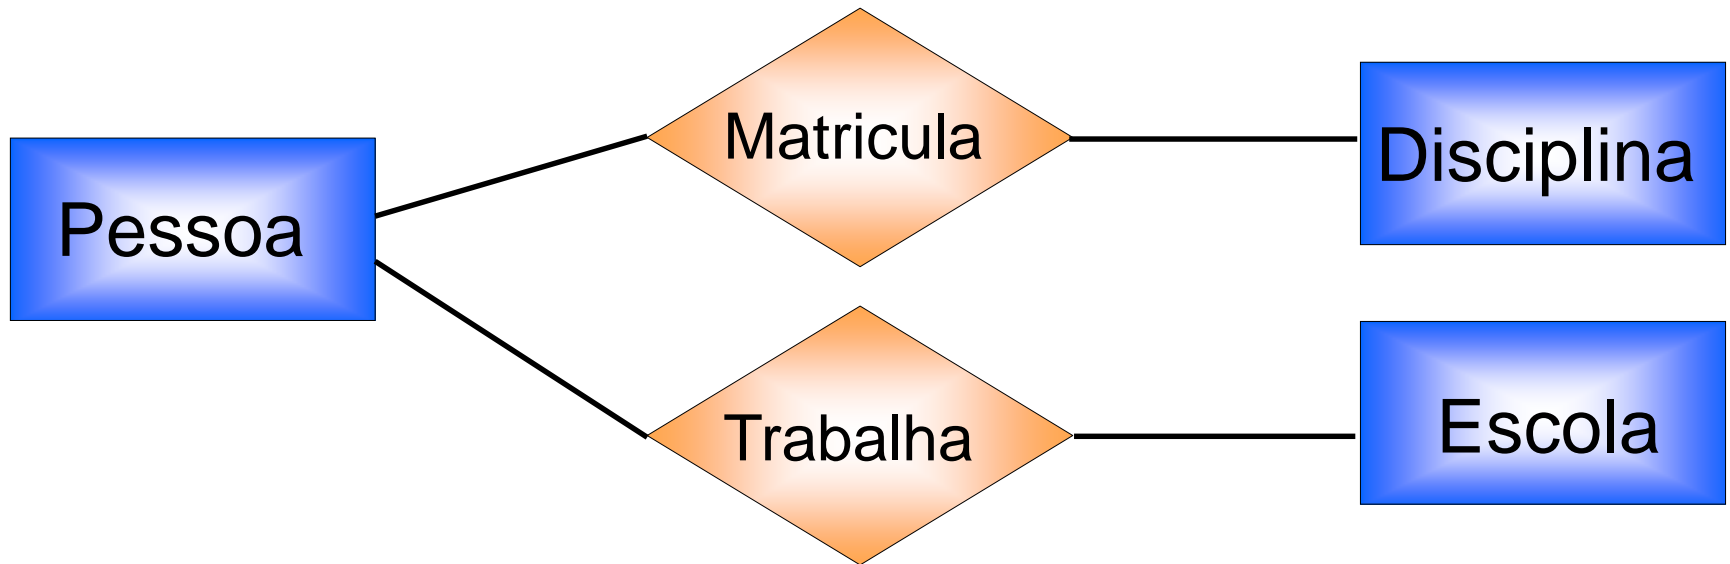 Pessoa
Matricula
Disciplina
Trabalha
Escola